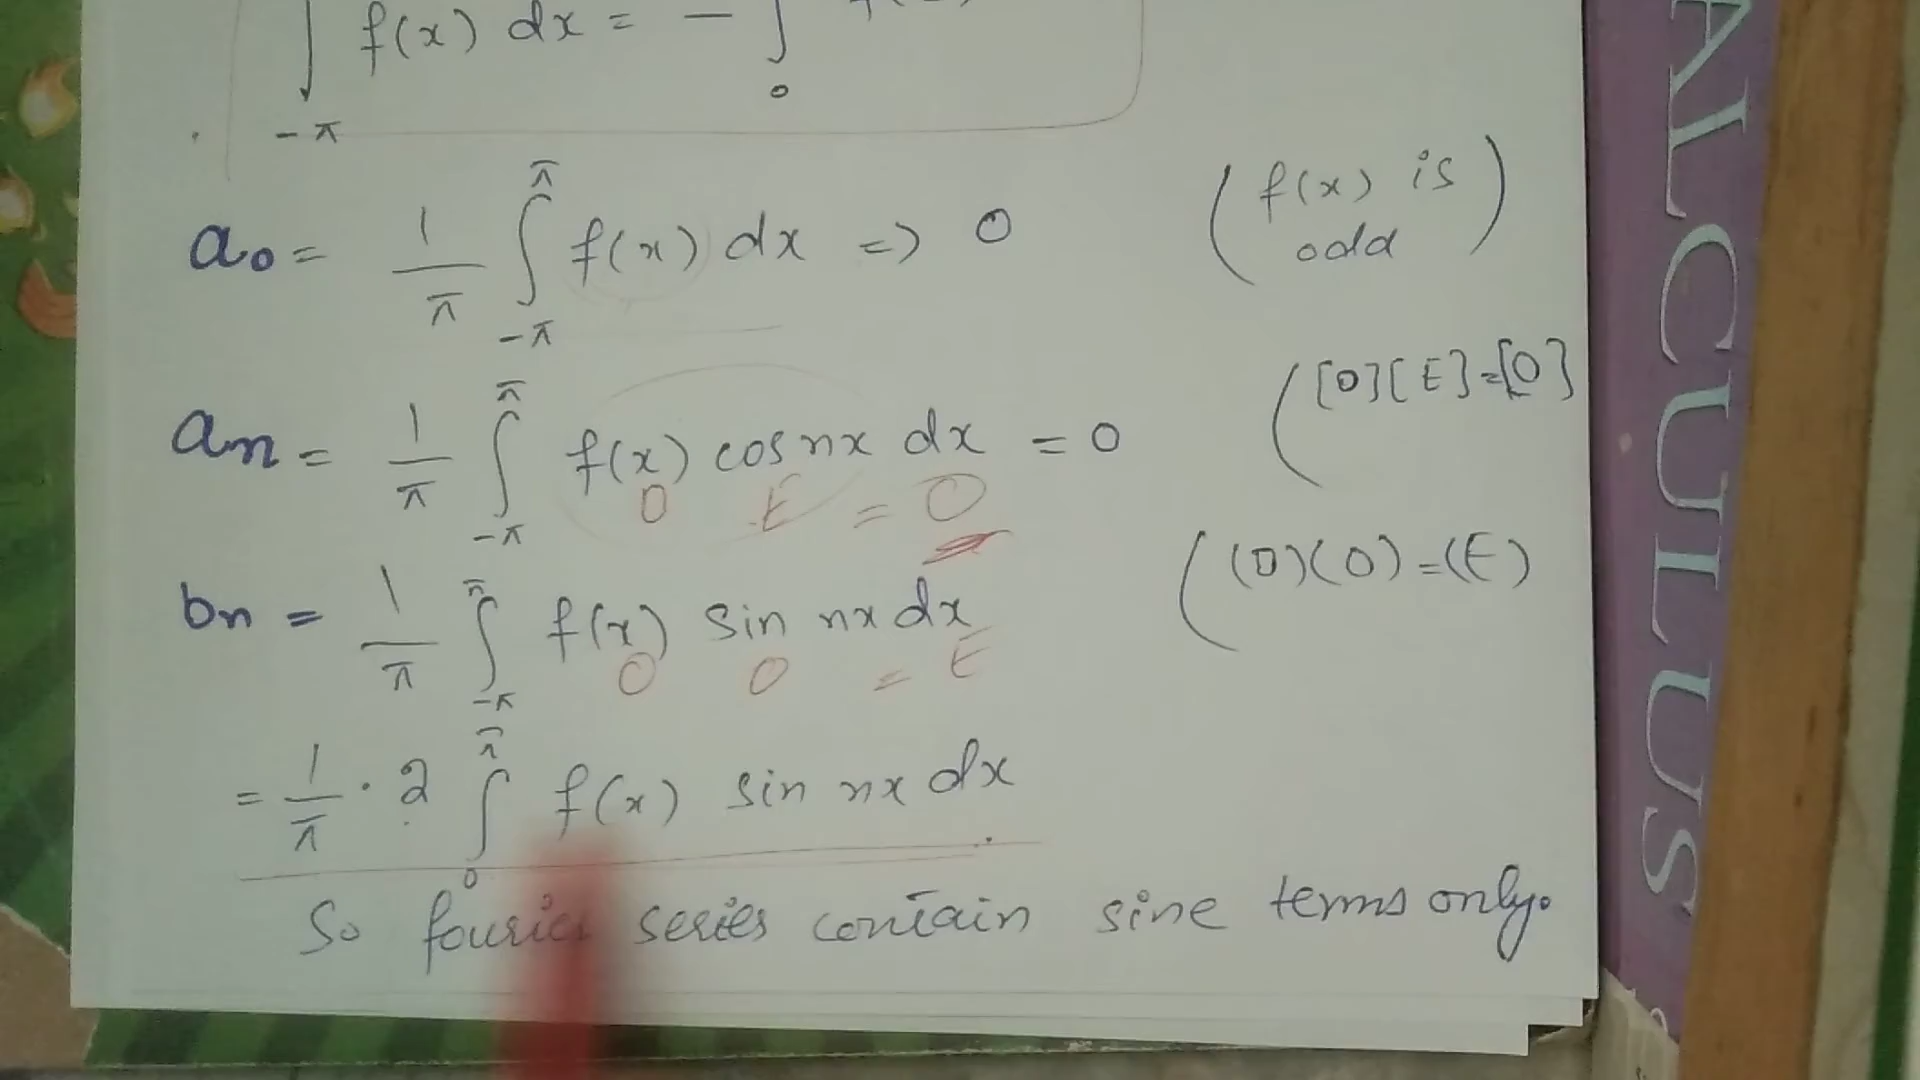 ∫ f(x) dx = - ∫
-π 0
a₀ = 1/π ∫_{-π}^{π} f(x) dx => 0 ( f(x) is odd )
aₙ = 1/π ∫_{-π}^{π} f(x) cos nx dx = 0 ( [O][E]=[O]
O E = O
bₙ = 1/π ∫_{-π}^{π} f(x) sin nx dx ( (O)(O)=(E)
O O = E
= 1/π · 2 ∫_{0}^{π} f(x) sin nx dx
So fourier series contain sine terms only.
ALCULUS